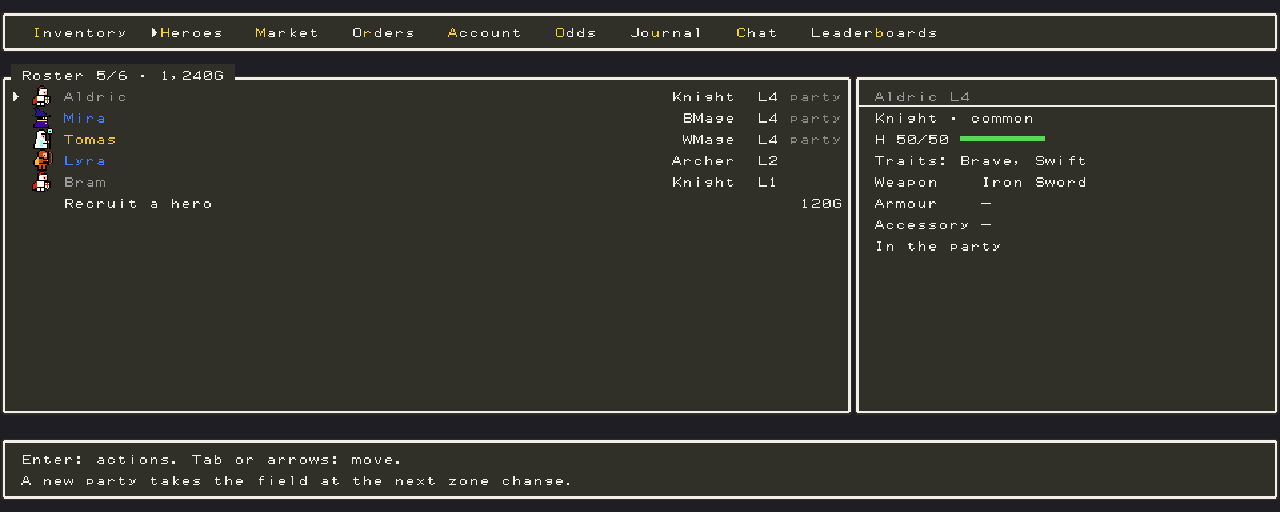 Inventory Heroes Market Orders Account Odds Journal Chat Leaderboards
Roster 5/6 · 1,240G
Aldric Knight L4 party
Mira BMage L4 party
Tomas WMage L4 party
Lyra Archer L2
Bram Knight L1
Recruit a hero 120G
Aldric L4
Knight · common
H 50/50
Traits: Brave, Swift
Weapon Iron Sword
Armour —
Accessory —
In the party
Enter: actions. Tab or arrows: move.
A new party takes the field at the next zone change.